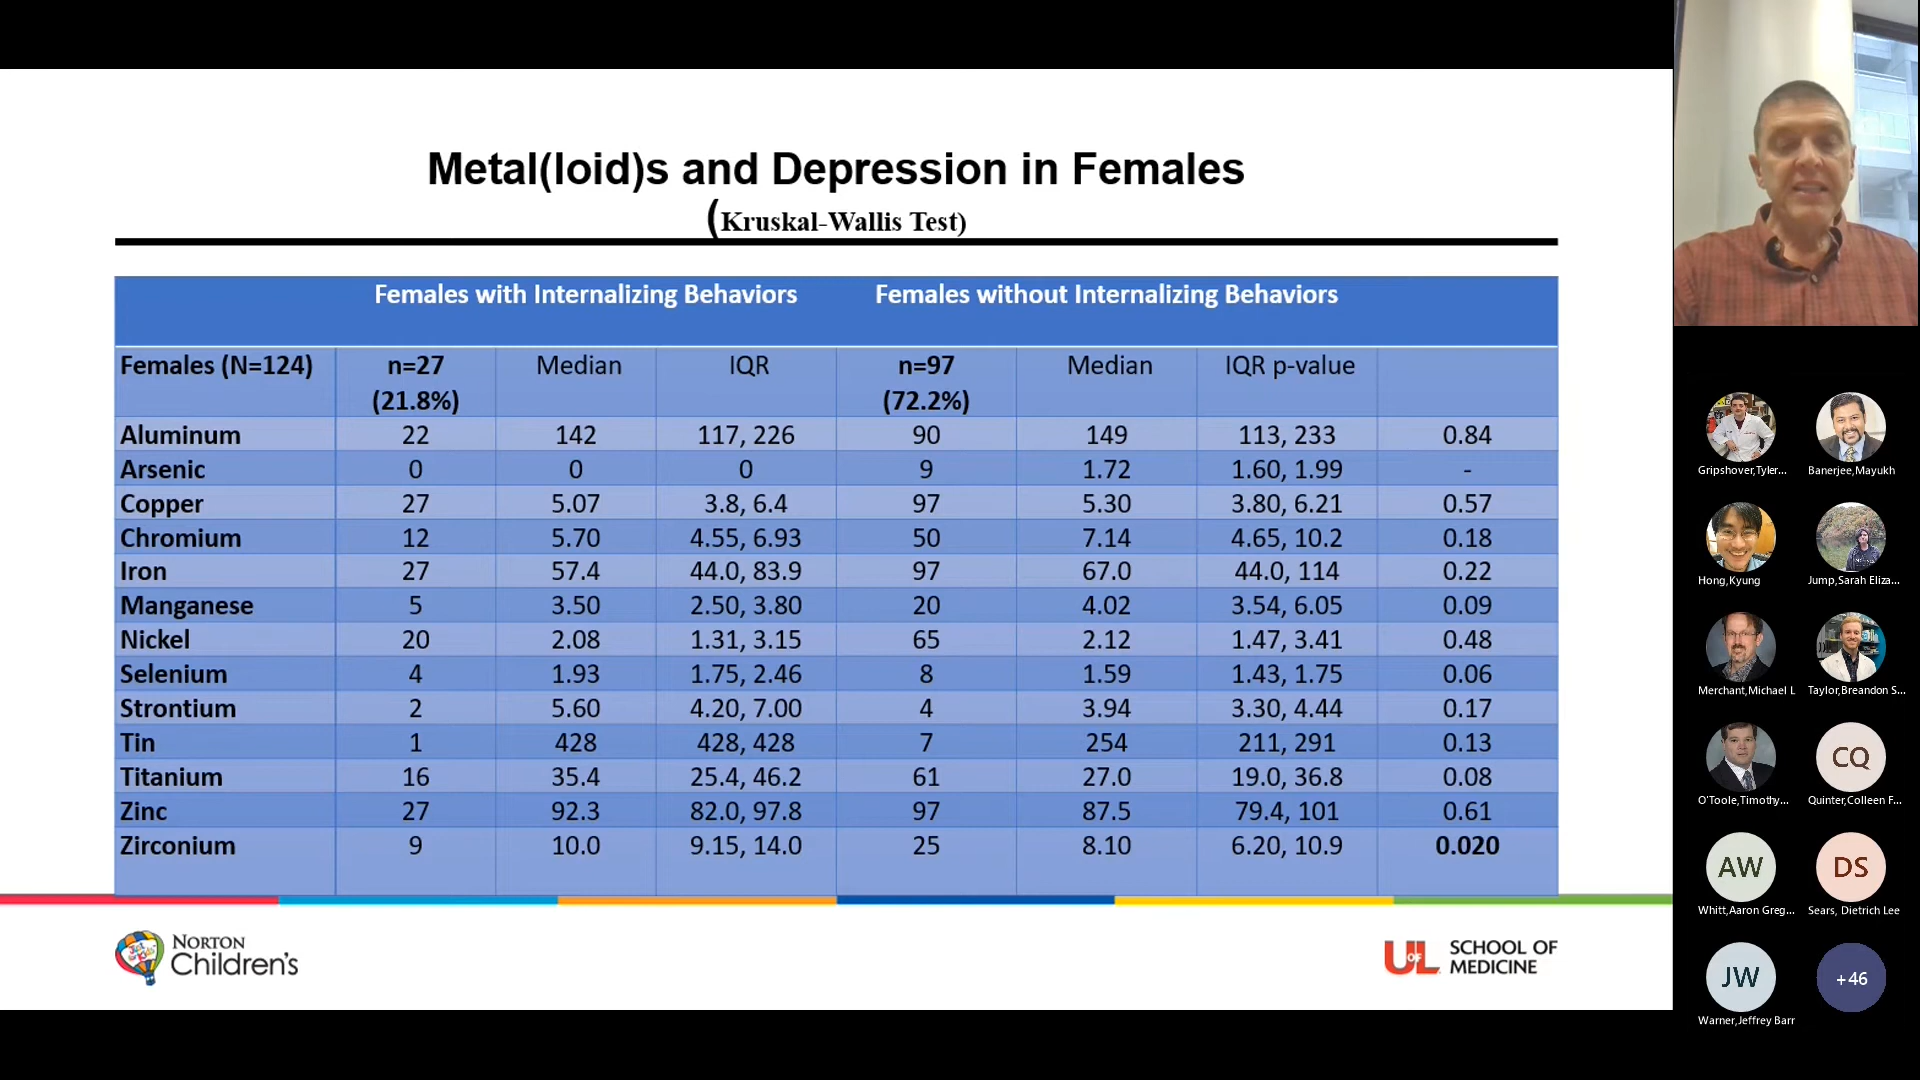 Metal(loid)s and Depression in Females
(Kruskal-Wallis Test)
Females with Internalizing Behaviors Females without Internalizing Behaviors
Females (N=124) n=27 (21.8%) Median IQR n=97 (72.2%) Median IQR p-value
Aluminum 22 142 117, 226 90 149 113, 233 0.84
Arsenic 0 0 0 9 1.72 1.60, 1.99 -
Copper 27 5.07 3.8, 6.4 97 5.30 3.80, 6.21 0.57
Chromium 12 5.70 4.55, 6.93 50 7.14 4.65, 10.2 0.18
Iron 27 57.4 44.0, 83.9 97 67.0 44.0, 114 0.22
Manganese 5 3.50 2.50, 3.80 20 4.02 3.54, 6.05 0.09
Nickel 20 2.08 1.31, 3.15 65 2.12 1.47, 3.41 0.48
Selenium 4 1.93 1.75, 2.46 8 1.59 1.43, 1.75 0.06
Strontium 2 5.60 4.20, 7.00 4 3.94 3.30, 4.44 0.17
Tin 1 428 428, 428 7 254 211, 291 0.13
Titanium 16 35.4 25.4, 46.2 61 27.0 19.0, 36.8 0.08
Zinc 27 92.3 82.0, 97.8 97 87.5 79.4, 101 0.61
Zirconium 9 10.0 9.15, 14.0 25 8.10 6.20, 10.9 0.020
Just for Kids
NORTON
Children's
UofL SCHOOL OF
MEDICINE
Gripshover,Tyler... Banerjee,Mayukh
Hong,Kyung Jump,Sarah Eliza...
Merchant,Michael L Taylor,Breandon S...
CQ
O'Toole,Timothy... Quinter,Colleen F...
AW DS
Whitt,Aaron Greg... Sears, Dietrich Lee
JW +46
Warner,Jeffrey Barr